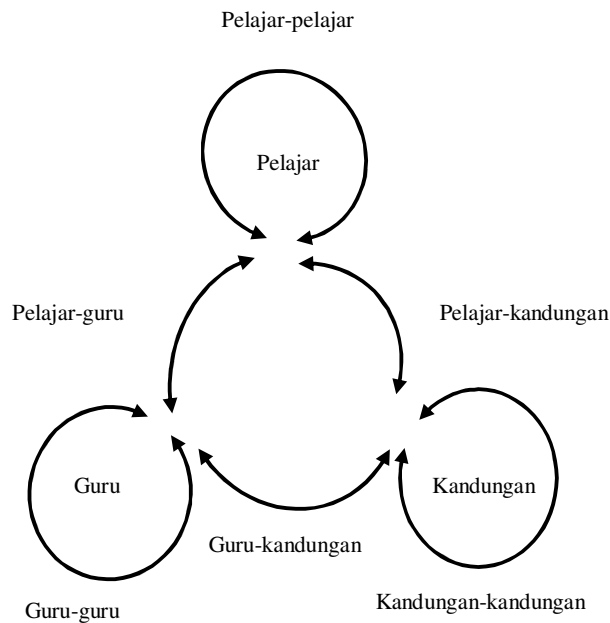 Pelajar-pelajar
Pelajar
Pelajar-guru
Pelajar-kandungan
Guru
Kandungan
Guru-kandungan
Guru-guru
Kandungan-kandungan